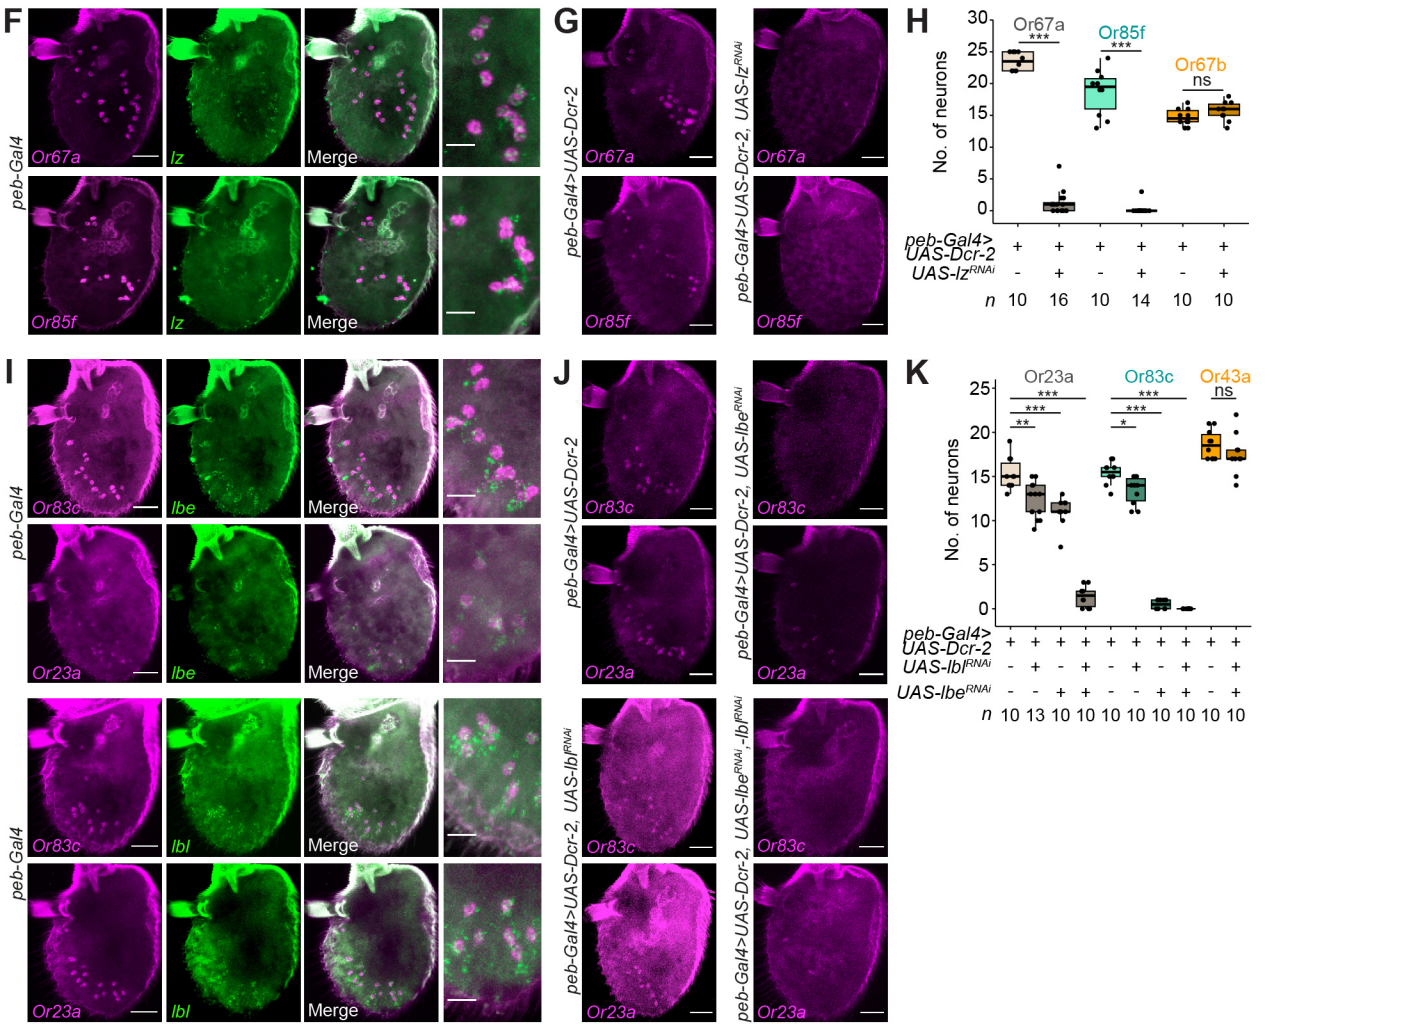 F
peb-Gal4
Or67a
lz
Merge
Or85f
lz
Merge
G
peb-Gal4>UAS-Dcr-2
Or67a
Or85f
peb-Gal4>UAS-Dcr-2, UAS-lzRNAi
Or67a
Or85f
H
No. of neurons
30
25
20
15
10
5
0
Or67a
***
Or85f
***
Or67b
ns
peb-Gal4>
UAS-Dcr-2 + + + + + +
UAS-lzRNAi - + - + - +
n 10 16 10 14 10 10
I
peb-Gal4
Or83c
lbe
Merge
Or23a
lbe
Merge
peb-Gal4
Or83c
lbl
Merge
Or23a
lbl
Merge
J
peb-Gal4>UAS-Dcr-2
Or83c
Or23a
peb-Gal4>UAS-Dcr-2, UAS-lbeRNAi
Or83c
Or23a
peb-Gal4>UAS-Dcr-2, UAS-lblRNAi
Or83c
Or23a
peb-Gal4>UAS-Dcr-2, UAS-lbeRNAi,-lblRNAi
Or83c
Or23a
K
No. of neurons
25
20
15
10
5
0
Or23a
***
***
**
Or83c
***
***
*
Or43a
ns
peb-Gal4>
UAS-Dcr-2 + + + + + + + + + +
UAS-lblRNAi - + - + - + - + - +
UAS-lbeRNAi - - + + - - + + - +
n 10 13 10 10 10 10 10 10 10 10